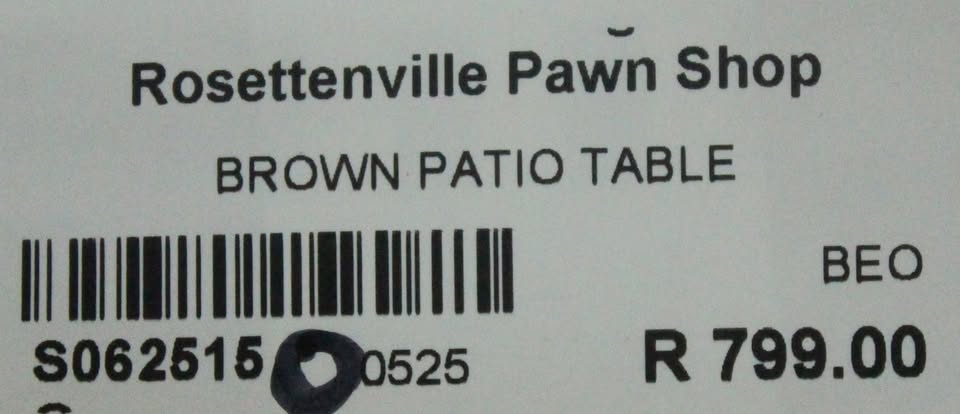 Rosettenville Pawn Shop
BROWN PATIO TABLE
BEO
S062515 0525 R 799.00